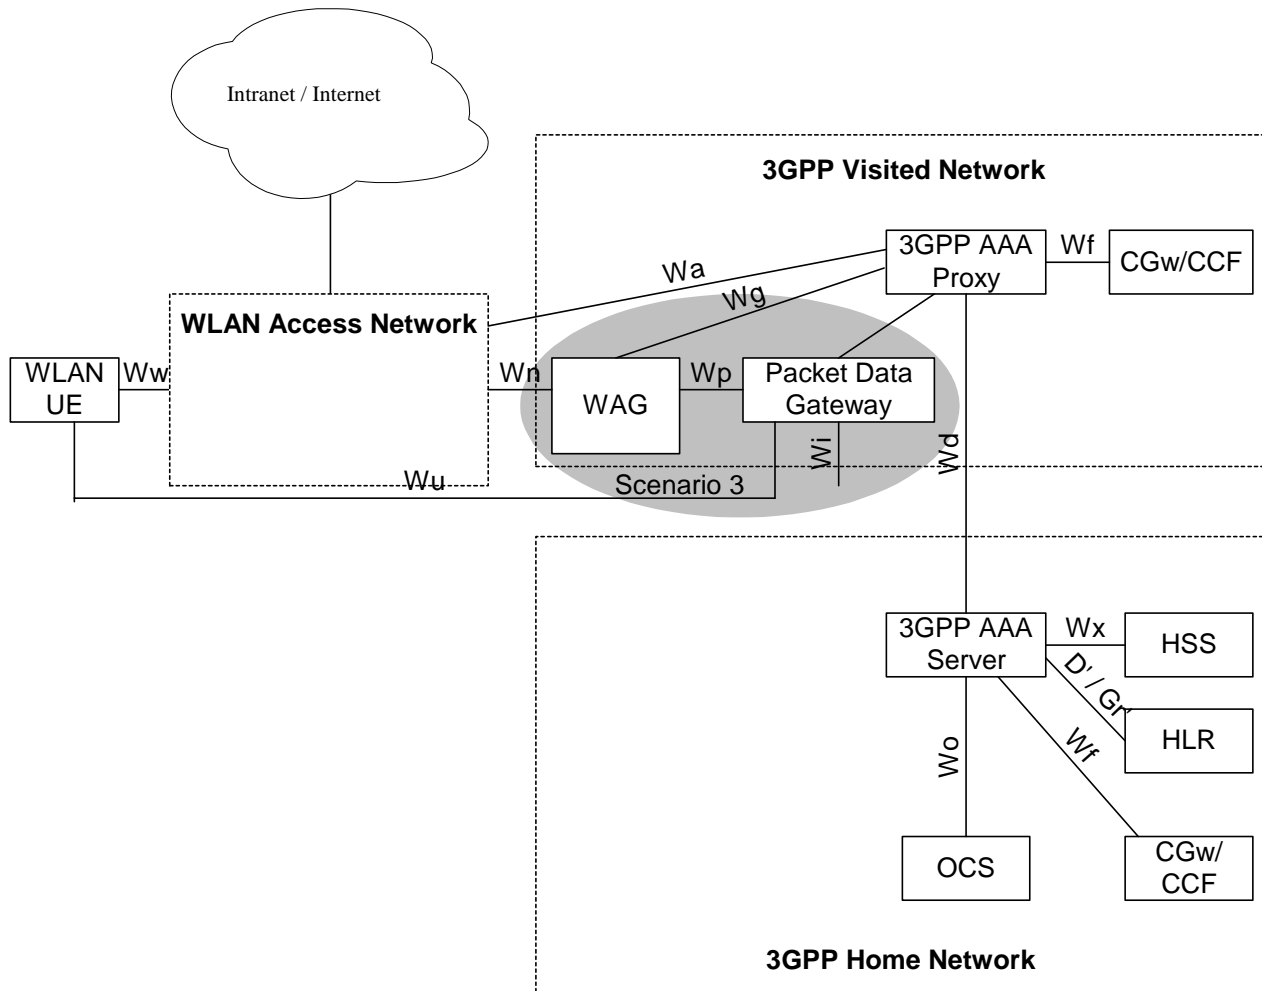 Intranet / Internet
3GPP Visited Network
3GPP AAA
Proxy
Wf
CGw/CCF
Wa
Wg
WLAN Access Network
WLAN
UE
Ww
Wn
WAG
Wp
Packet Data
Gateway
Wi
Wd
Wu
Scenario 3
3GPP AAA
Server
Wx
HSS
D' / Gr'
HLR
Wf
Wo
OCS
CGw/
CCF
3GPP Home Network